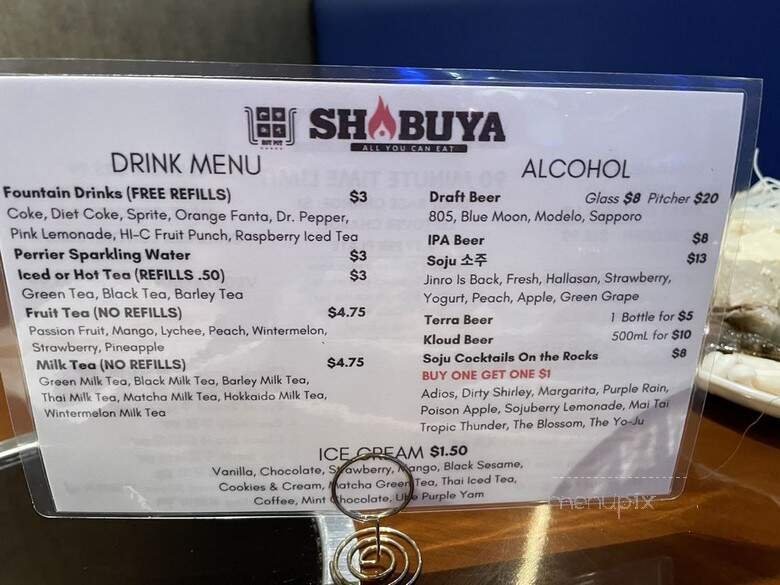 HOT POT
SHABUYA
ALL YOU CAN EAT
DRINK MENU
Fountain Drinks (FREE REFILLS) $3
Coke, Diet Coke, Sprite, Orange Fanta, Dr. Pepper,
Pink Lemonade, HI-C Fruit Punch, Raspberry Iced Tea
Perrier Sparkling Water $3
Iced or Hot Tea (REFILLS .50) $3
Green Tea, Black Tea, Barley Tea
Fruit Tea (NO REFILLS) $4.75
Passion Fruit, Mango, Lychee, Peach, Wintermelon,
Strawberry, Pineapple
Milk Tea (NO REFILLS) $4.75
Green Milk Tea, Black Milk Tea, Barley Milk Tea,
Thai Milk Tea, Matcha Milk Tea, Hokkaido Milk Tea,
Wintermelon Milk Tea
ALCOHOL
Draft Beer Glass $8 Pitcher $20
805, Blue Moon, Modelo, Sapporo
IPA Beer $8
Soju 소주 $13
Jinro Is Back, Fresh, Hallasan, Strawberry,
Yogurt, Peach, Apple, Green Grape
Terra Beer 1 Bottle for $5
Kloud Beer 500mL for $10
Soju Cocktails On the Rocks $8
BUY ONE GET ONE $1
Adios, Dirty Shirley, Margarita, Purple Rain,
Poison Apple, Sojuberry Lemonade, Mai Tai
Tropic Thunder, The Blossom, The Yo-Ju
ICE CREAM $1.50
Vanilla, Chocolate, Strawberry, Mango, Black Sesame,
Cookies & Cream, Matcha Green Tea, Thai Iced Tea,
Coffee, Mint Chocolate, Ube Purple Yam
menupix